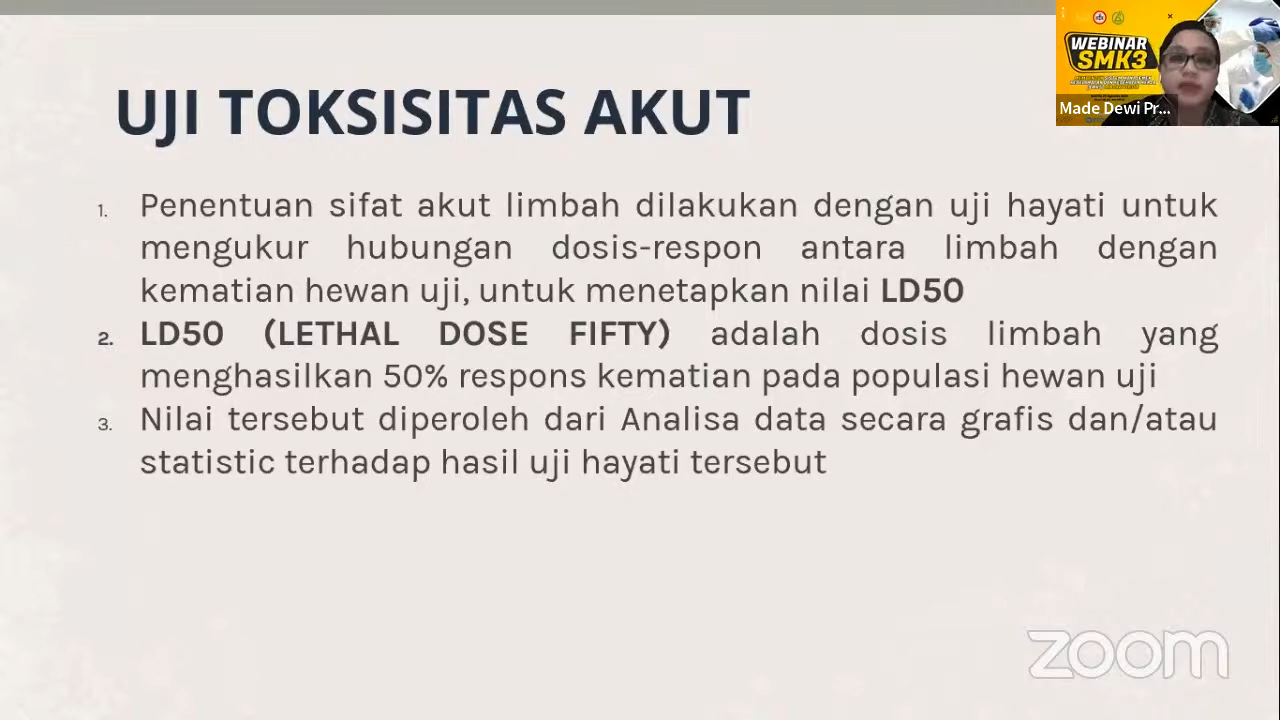 UJI TOKSISITAS AKUT
1. Penentuan sifat akut limbah dilakukan dengan uji hayati untuk
mengukur hubungan dosis-respon antara limbah dengan
kematian hewan uji, untuk menetapkan nilai LD50
2. LD50 (LETHAL DOSE FIFTY) adalah dosis limbah yang
menghasilkan 50% respons kematian pada populasi hewan uji
3. Nilai tersebut diperoleh dari Analisa data secara grafis dan/atau
statistic terhadap hasil uji hayati tersebut
WEBINAR
SMK3
Made Dewi Pr...
zoom